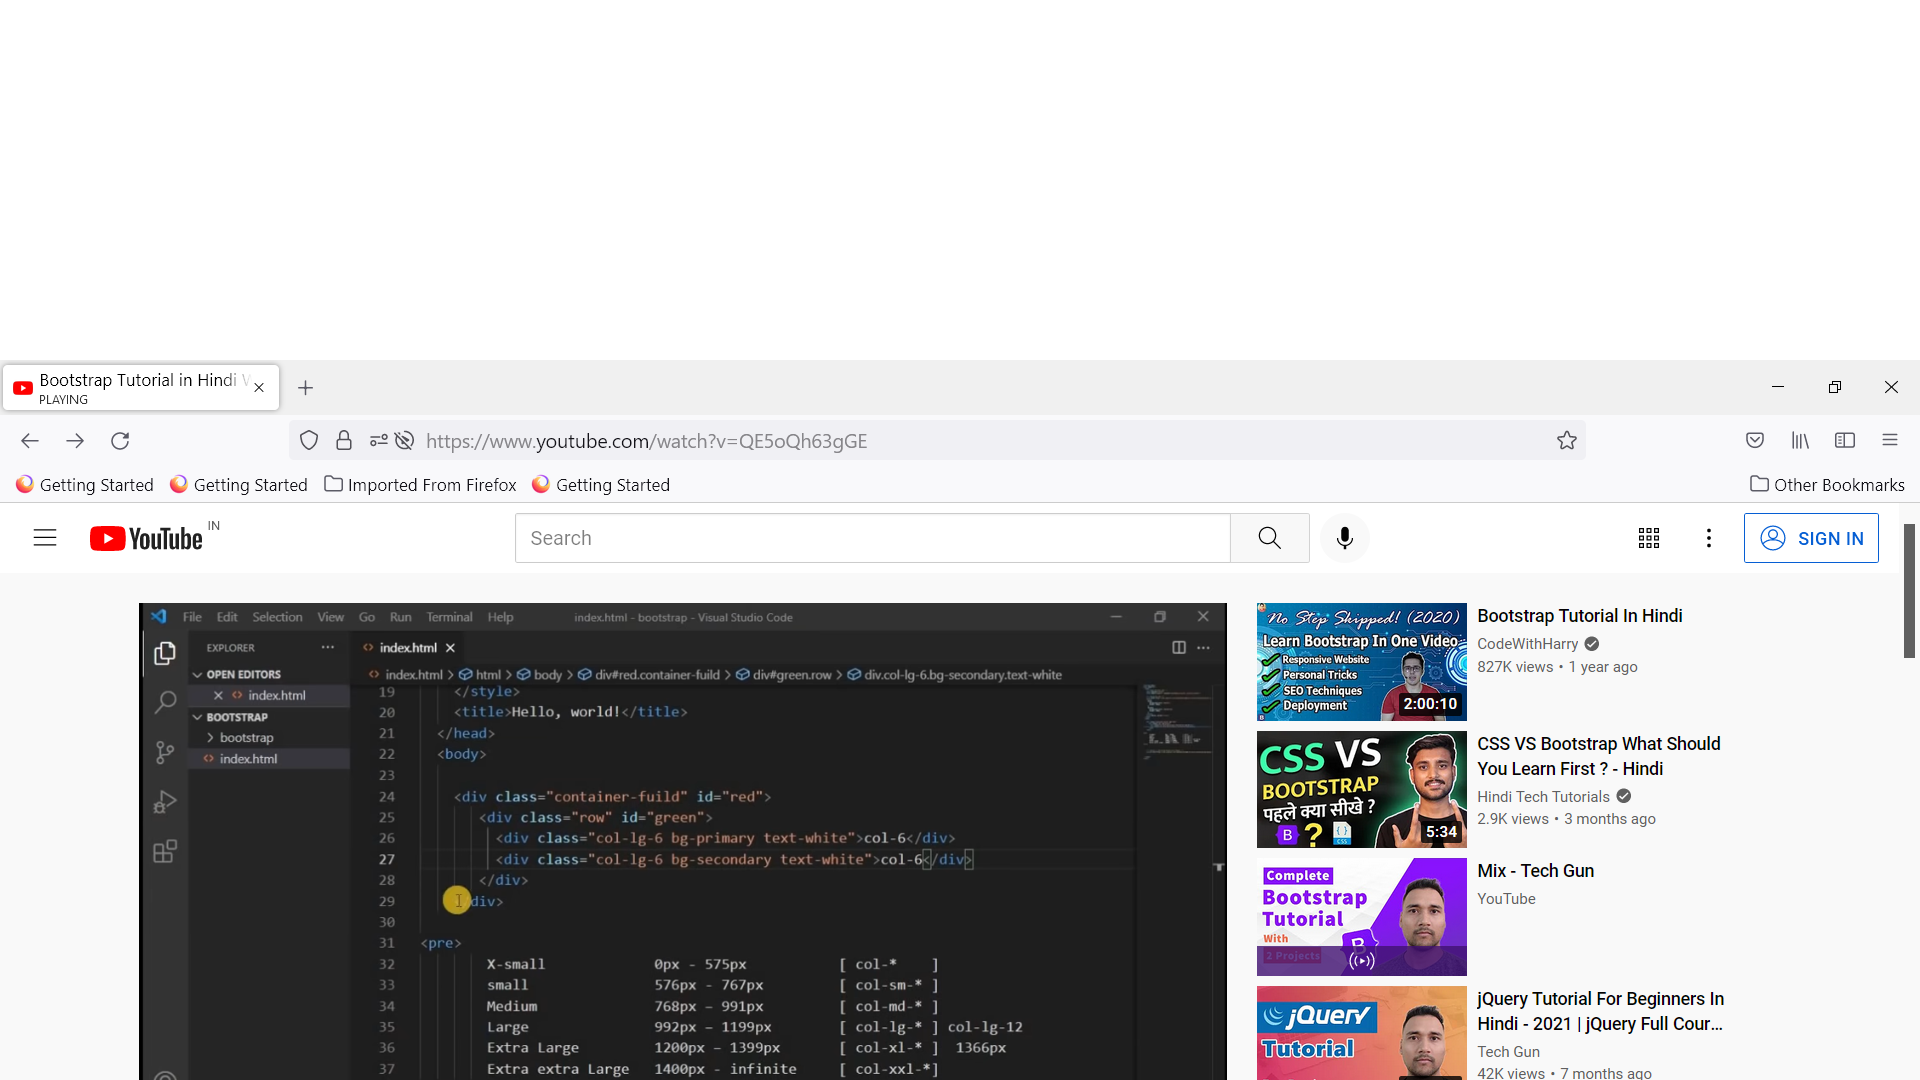 Bootstrap Tutorial in Hindi
PLAYING
https://www.youtube.com/watch?v=QE5oQh63gGE
Getting Started
Getting Started
Imported From Firefox
Getting Started
Other Bookmarks
YouTube IN
Search
SIGN IN
File Edit Selection View Go Run Terminal Help
index.html - bootstrap - Visual Studio Code
EXPLORER
OPEN EDITORS
index.html
BOOTSTRAP
bootstrap
index.html
index.html
index.html > html > body > div#red.container-fuild > div#green.row > div.col-lg-6.bg-secondary.text-white
19 </style>
20 <title>Hello, world!</title>
21 </head>
22 <body>
23
24 <div class="container-fuild" id="red">
25 <div class="row" id="green">
26 <div class="col-lg-6 bg-primary text-white">col-6</div>
27 <div class="col-lg-6 bg-secondary text-white">col-6</div>
28 </div>
29 </div>
30
31 <pre>
32 X-small 0px - 575px [ col-* ]
33 small 576px - 767px [ col-sm-* ]
34 Medium 768px – 991px [ col-md-* ]
35 Large 992px – 1199px [ col-lg-* ] col-lg-12
36 Extra Large 1200px – 1399px [ col-xl-* ] 1366px
37 Extra extra Large 1400px - infinite [ col-xxl-*]
No Step Skipped! (2020)
Learn Bootstrap In One Video
Responsive Website
Personal Tricks
SEO Techniques
Deployment
2:00:10
Bootstrap Tutorial In Hindi
CodeWithHarry
827K views • 1 year ago
CSS VS
BOOTSTRAP
पहले क्या सीखे ?
B ?
CSS
5:34
CSS VS Bootstrap What Should
You Learn First ? - Hindi
Hindi Tech Tutorials
2.9K views • 3 months ago
Complete
Bootstrap
Tutorial
With
2 Projects
B
Mix - Tech Gun
YouTube
jQuery
Tutorial
jQuery Tutorial For Beginners In
Hindi - 2021 | jQuery Full Cour...
Tech Gun
42K views • 7 months ago